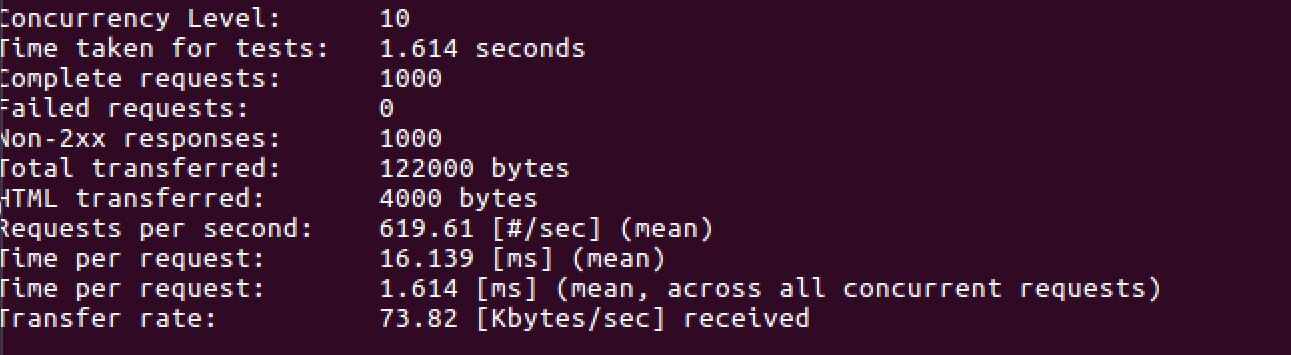 Concurrency Level:      10
Time taken for tests:   1.614 seconds
Complete requests:      1000
Failed requests:        0
Non-2xx responses:      1000
Total transferred:      122000 bytes
HTML transferred:       4000 bytes
Requests per second:    619.61 [#/sec] (mean)
Time per request:       16.139 [ms] (mean)
Time per request:       1.614 [ms] (mean, across all concurrent requests)
Transfer rate:          73.82 [Kbytes/sec] received